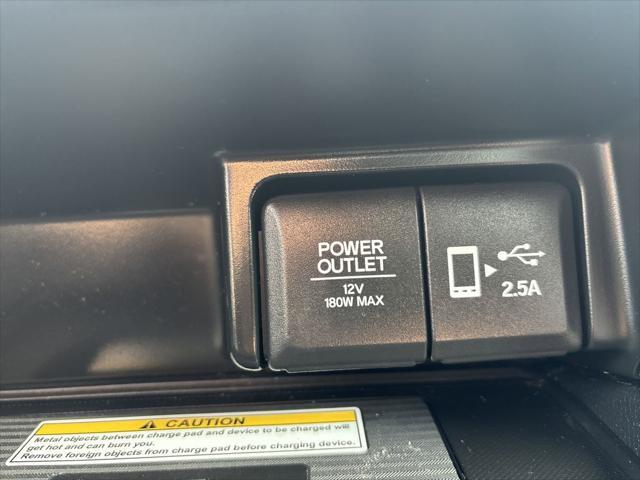 POWER
OUTLET
12V
180W MAX
2.5A
CAUTION
Metal objects between charge pad and device to be charged will
get hot and can burn you.
Remove foreign objects from charge pad before charging device.